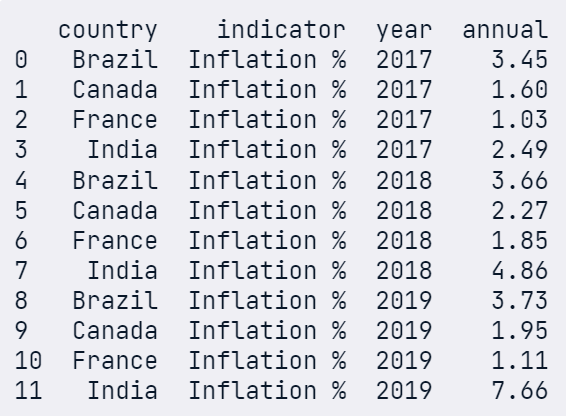 country indicator year annual
0 Brazil Inflation % 2017 3.45
1 Canada Inflation % 2017 1.60
2 France Inflation % 2017 1.03
3 India Inflation % 2017 2.49
4 Brazil Inflation % 2018 3.66
5 Canada Inflation % 2018 2.27
6 France Inflation % 2018 1.85
7 India Inflation % 2018 4.86
8 Brazil Inflation % 2019 3.73
9 Canada Inflation % 2019 1.95
10 France Inflation % 2019 1.11
11 India Inflation % 2019 7.66